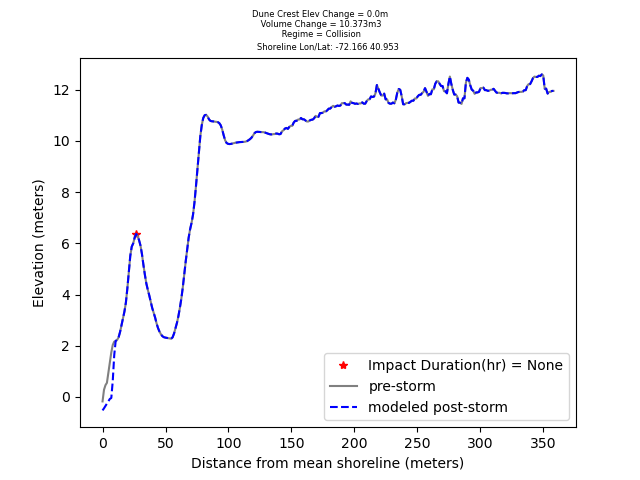 Dune Crest Elev Change = 0.0m
Volume Change = 10.373m3
Regime = Collision
Shoreline Lon/Lat: -72.166 40.953
12
10
8
6
4
2
0
Elevation (meters)
Impact Duration(hr) = None
pre-storm
modeled post-storm
0 50 100 150 200 250 300 350
Distance from mean shoreline (meters)